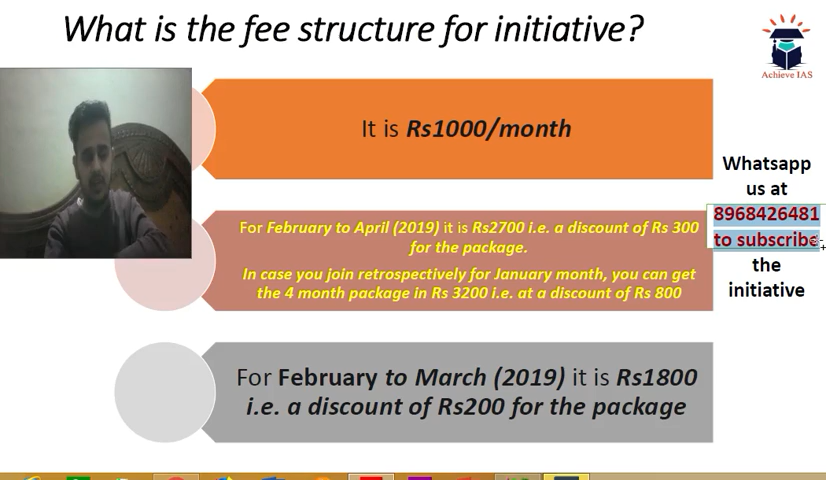 What is the fee structure for initiative?
Achieve IAS
It is Rs1000/month
Whatsapp
us at
8968426481
to subscribe
the
initiative
For February to April (2019) it is Rs2700 i.e. a discount of Rs 300
for the package.
In case you join retrospectively for January month, you can get
the 4 month package in Rs 3200 i.e. at a discount of Rs 800
For February to March (2019) it is Rs1800
i.e. a discount of Rs200 for the package